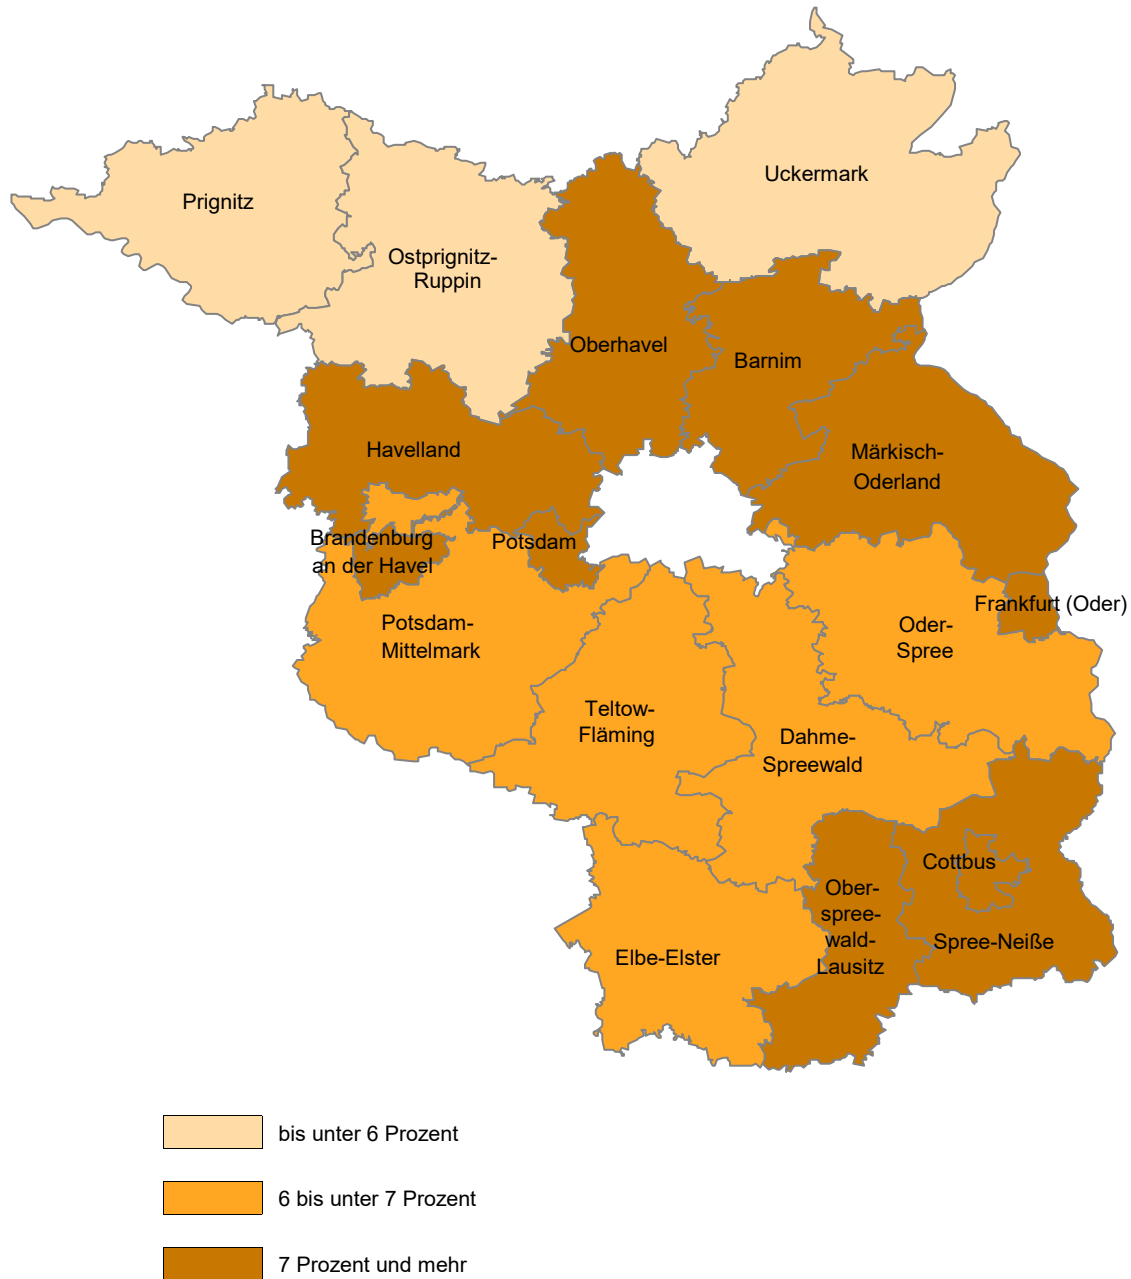 Uckermark
Prignitz
Ostprignitz-
Ruppin
Oberhavel
Barnim
Havelland
Märkisch-
Oderland
Brandenburg
an der Havel
Potsdam
Frankfurt (Oder)
Potsdam-
Mittelmark
Oder-
Spree
Teltow-
Fläming
Dahme-
Spreewald
Cottbus
Ober-
spree-
wald-
Lausitz
Spree-Neiße
Elbe-Elster
bis unter 6 Prozent
6 bis unter 7 Prozent
7 Prozent und mehr